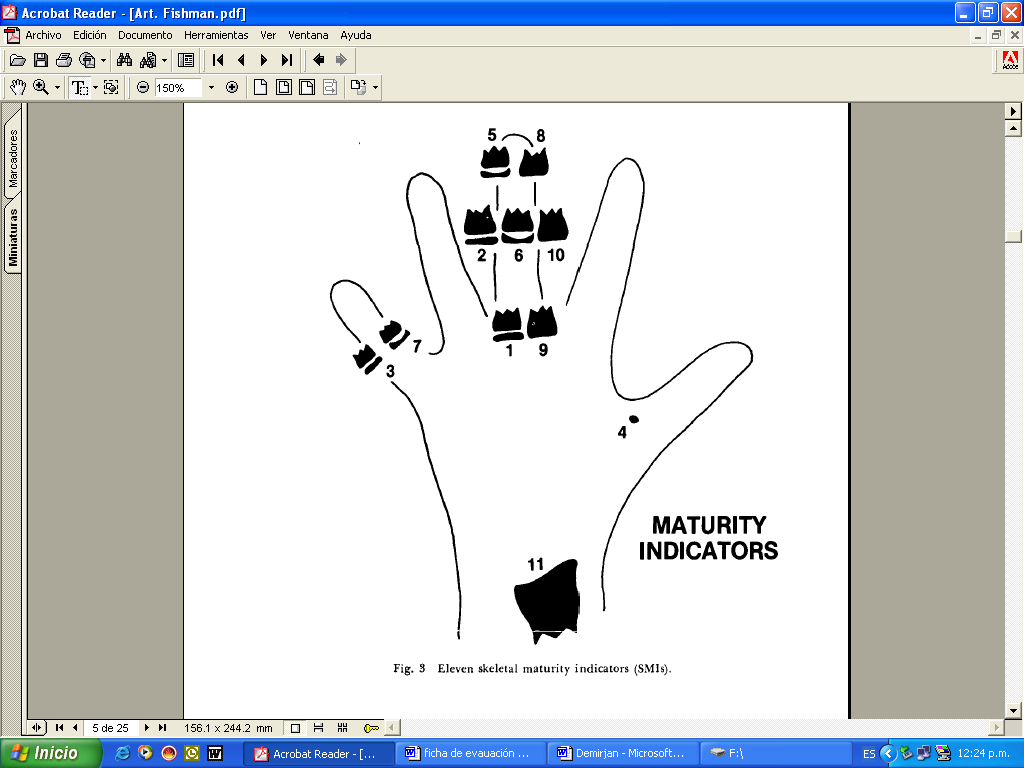 Acrobat Reader - [Art. Fishman.pdf]
Archivo Edición Documento Herramientas Ver Ventana Ayuda
Adobe
150%
Marcadores
Miniaturas
5 8
2 6 10
7
3
1 9
4
MATURITY
INDICATORS
11
Fig. 3 Eleven skeletal maturity indicators (SMIs).
5 de 25 156.1 x 244.2 mm
Inicio Acrobat Reader - [... ficha de evauación ... Demirjan - Microsoft... F:\ ES 12:24 p.m.